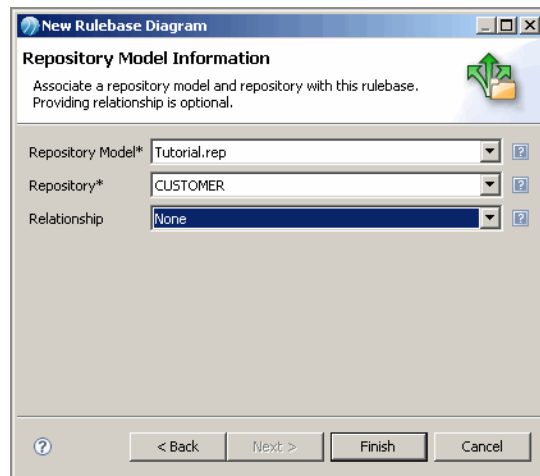 New Rulebase Diagram
Repository Model Information
Associate a repository model and repository with this rulebase.
Providing relationship is optional.
Repository Model* Tutorial.rep ?
Repository* CUSTOMER ?
Relationship None ?
? < Back Next > Finish Cancel